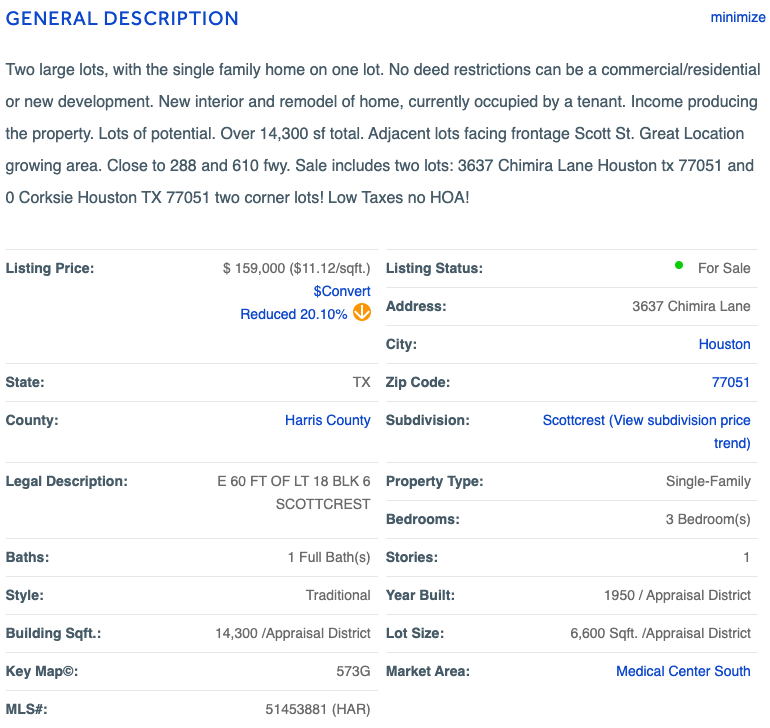 GENERAL DESCRIPTION
minimize
Two large lots, with the single family home on one lot. No deed restrictions can be a commercial/residential
or new development. New interior and remodel of home, currently occupied by a tenant. Income producing
the property. Lots of potential. Over 14,300 sf total. Adjacent lots facing frontage Scott St. Great Location
growing area. Close to 288 and 610 fwy. Sale includes two lots: 3637 Chimira Lane Houston tx 77051 and
0 Corksie Houston TX 77051 two corner lots! Low Taxes no HOA!
Listing Price: $ 159,000 ($11.12/sqft.)
$Convert
Reduced 20.10%
Listing Status: For Sale
Address: 3637 Chimira Lane
City: Houston
State: TX
Zip Code: 77051
County: Harris County
Subdivision: Scottcrest (View subdivision price
trend)
Legal Description: E 60 FT OF LT 18 BLK 6
SCOTTCREST
Property Type: Single-Family
Bedrooms: 3 Bedroom(s)
Baths: 1 Full Bath(s)
Stories: 1
Style: Traditional
Year Built: 1950 / Appraisal District
Building Sqft.: 14,300 /Appraisal District
Lot Size: 6,600 Sqft. /Appraisal District
Key Map©: 573G
Market Area: Medical Center South
MLS#: 51453881 (HAR)